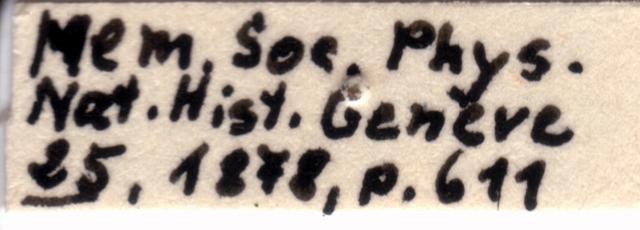 Mem. Soc. Phys.
Nat. Hist. Genève
25, 1878, p. 611